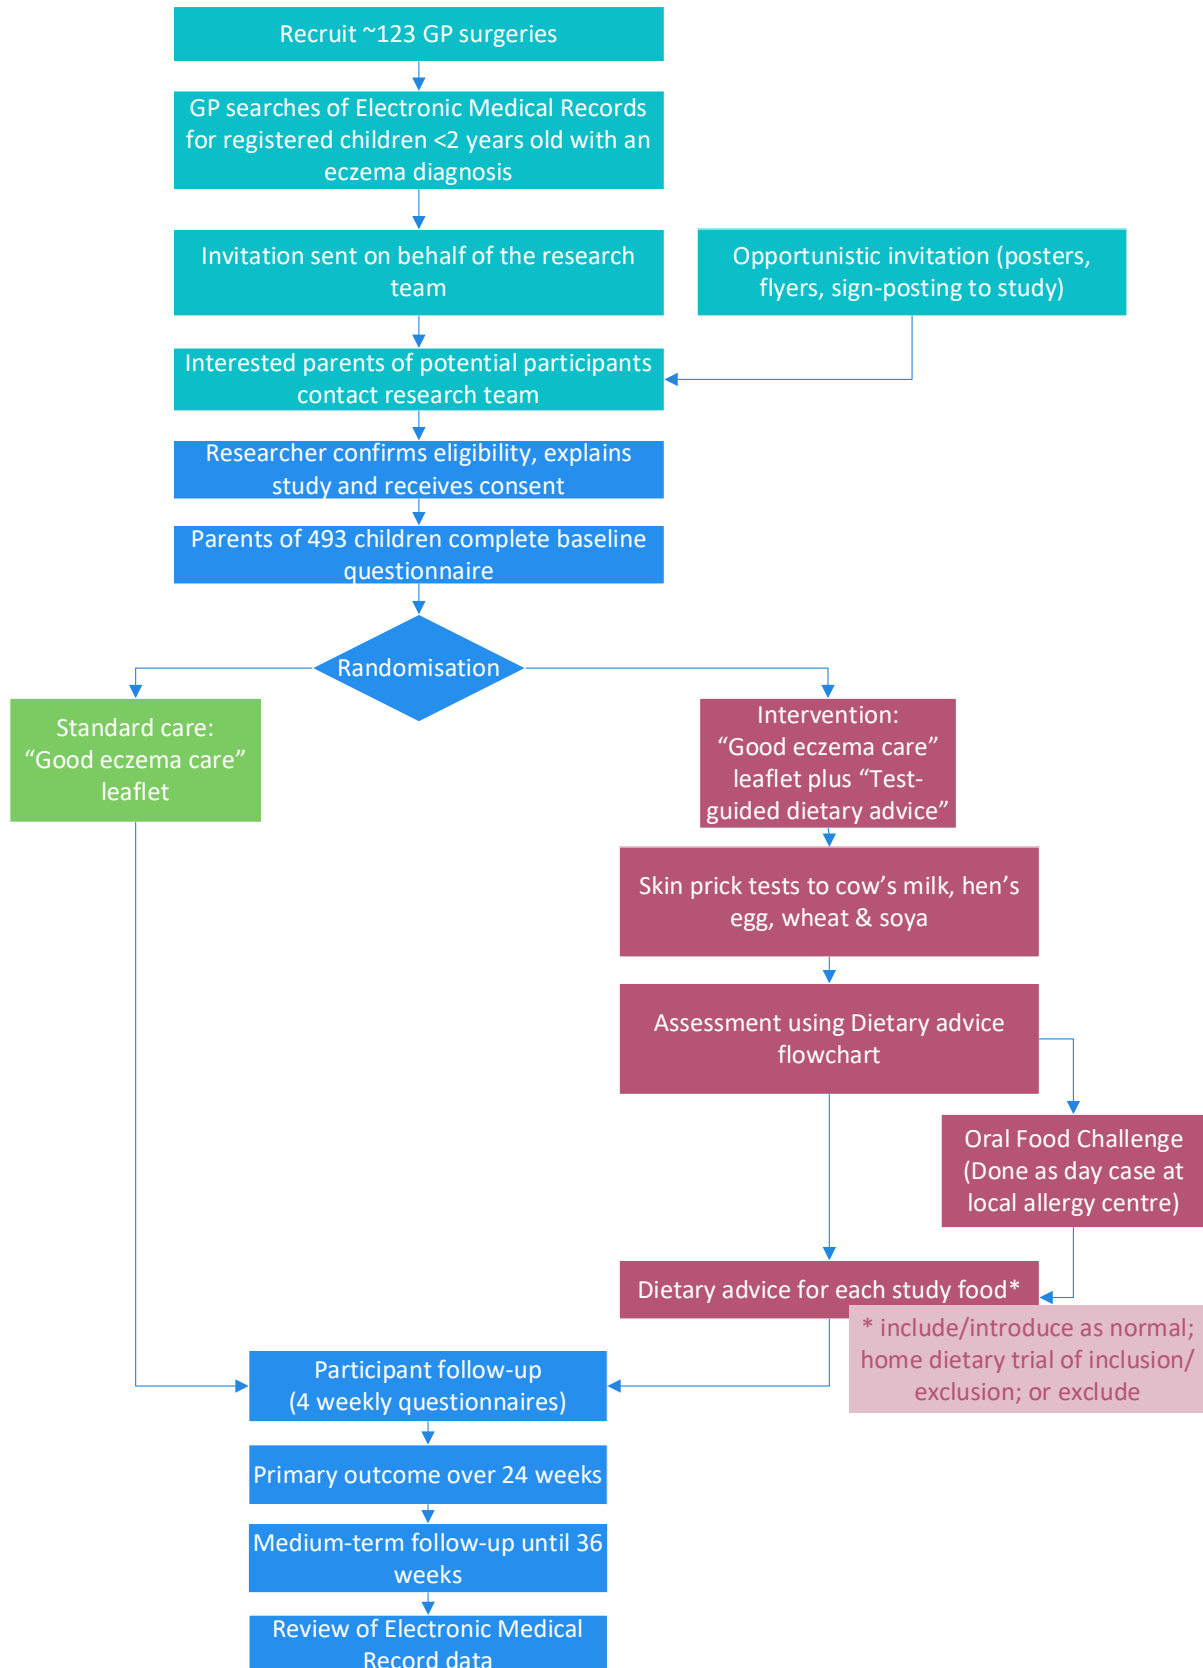 Recruit ~123 GP surgeries
GP searches of Electronic Medical Records
for registered children <2 years old with an
eczema diagnosis
Invitation sent on behalf of the research
team
Opportunistic invitation (posters,
flyers, sign-posting to study)
Interested parents of potential participants
contact research team
Researcher confirms eligibility, explains
study and receives consent
Parents of 493 children complete baseline
questionnaire
Randomisation
Standard care:
“Good eczema care”
leaflet
Intervention:
“Good eczema care”
leaflet plus “Test-
guided dietary advice”
Skin prick tests to cow’s milk, hen’s
egg, wheat & soya
Assessment using Dietary advice
flowchart
Oral Food Challenge
(Done as day case at
local allergy centre)
Dietary advice for each study food*
* include/introduce as normal;
home dietary trial of inclusion/
exclusion; or exclude
Participant follow-up
(4 weekly questionnaires)
Primary outcome over 24 weeks
Medium-term follow-up until 36
weeks
Review of Electronic Medical
Record data